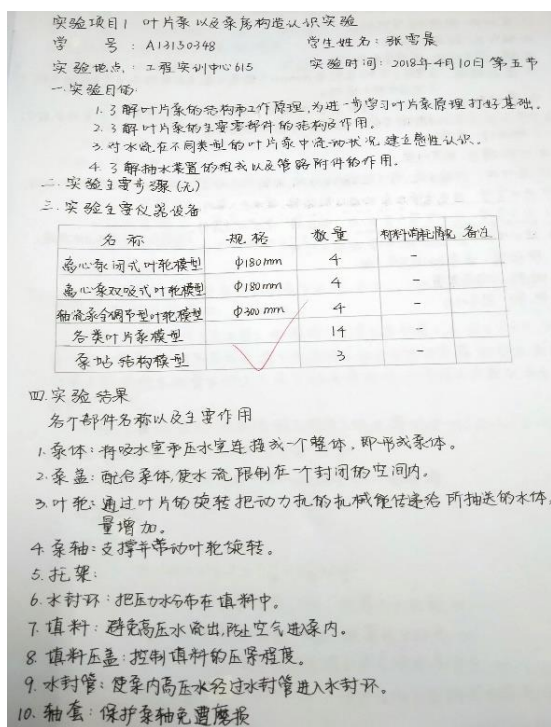 实验项目1 叶片泵以及泵房构造认识实验
学 号：A13130348 学生姓名：张雪晨
实验地点：工程实训中心615 实验时间：2018年4月10日第五节
一.实验目的
1.了解叶片泵的结构和工作原理,为进一步学习叶片泵原理打好基础。
2.了解叶片泵的主要零部件的结构及作用。
3.对水流在不同类型的叶片泵中流动状况建立感性认识。
4.了解抽水装置的组成以及管路附件的作用。
二.实验主要步骤(无)
三.实验主要仪器设备
名称 规格 数量 材料消耗情况 备注
离心泵闭式叶轮模型 φ180mm 4 -
离心泵双吸式叶轮模型 φ180mm 4 -
轴流泵全调节型叶轮模型 φ300mm 4 -
各类叶片泵模型 14 -
泵站结构模型 3 -
四.实验结果
各个部件名称以及主要作用
1.泵体：将吸水室和压水室连接成一个整体，即形成泵体。
2.泵盖：配合泵体,使水流限制在一个封闭的空间内。
3.叶轮：通过叶片的旋转把动力机的机械能传递给所抽送的水体,
量增加。
4.泵轴：支撑并带动叶轮旋转。
5.托架：
6.水封环：把压力水分布在填料中。
7.填料：避免高压水流出,防止空气进泵内。
8.填料压盖：控制填料的压紧程度。
9.水封管：使泵内高压水经过水封管进入水封环。
10.轴套：保护泵轴免遭磨损